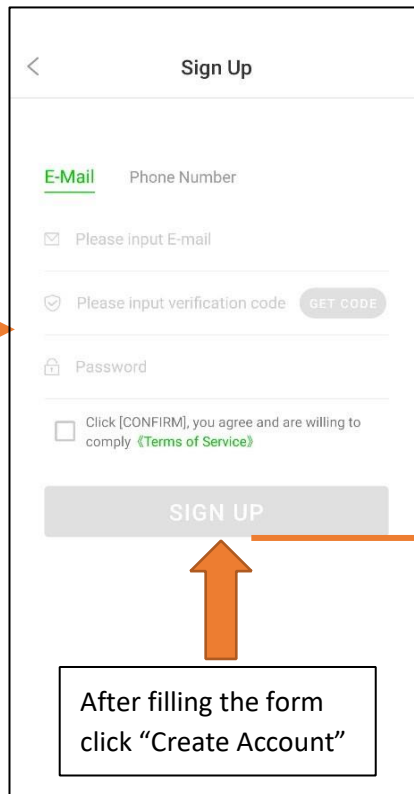 Sign Up
E-Mail Phone Number
Please input E-mail
Please input verification code GET CODE
Password
Click [CONFIRM], you agree and are willing to
comply 《Terms of Service》
SIGN UP
After filling the form
click “Create Account”